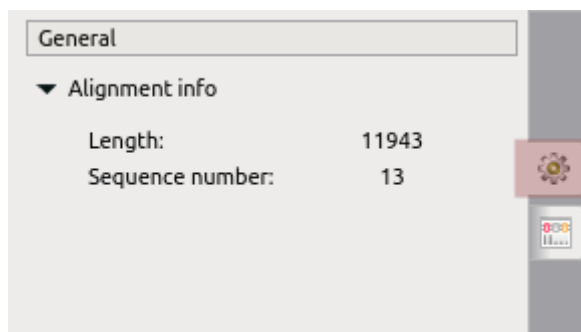 General
Alignment info
Length: 11943
Sequence number: 13